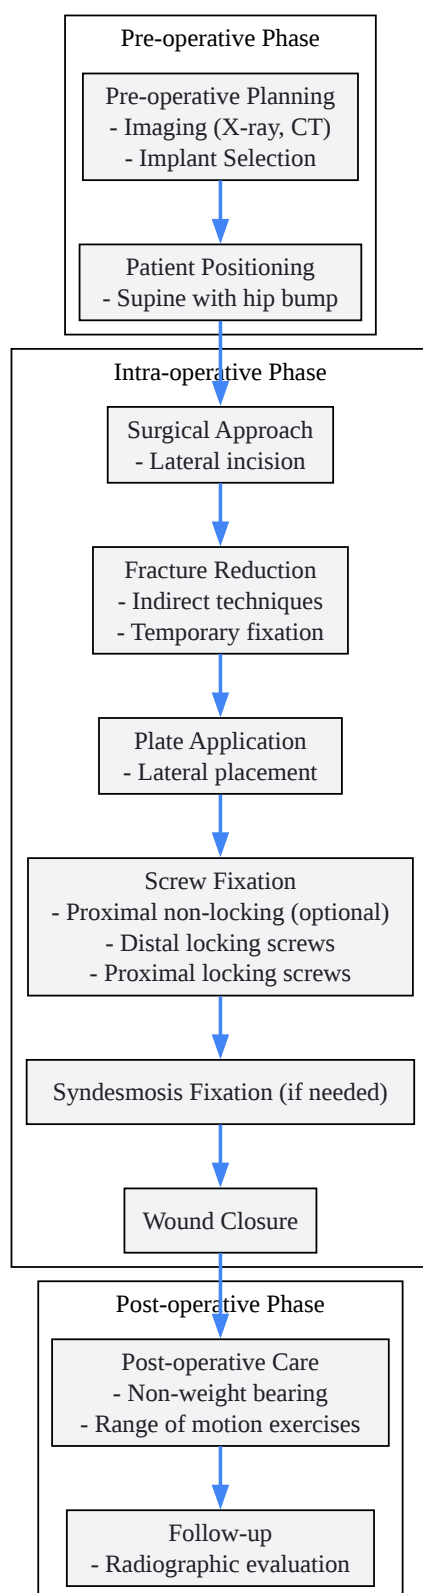 Pre-operative Phase
Pre-operative Planning
- Imaging (X-ray, CT)
- Implant Selection
Patient Positioning
- Supine with hip bump
Intra-operative Phase
Surgical Approach
- Lateral incision
Fracture Reduction
- Indirect techniques
- Temporary fixation
Plate Application
- Lateral placement
Screw Fixation
- Proximal non-locking (optional)
- Distal locking screws
- Proximal locking screws
Syndesmosis Fixation (if needed)
Wound Closure
Post-operative Phase
Post-operative Care
- Non-weight bearing
- Range of motion exercises
Follow-up
- Radiographic evaluation